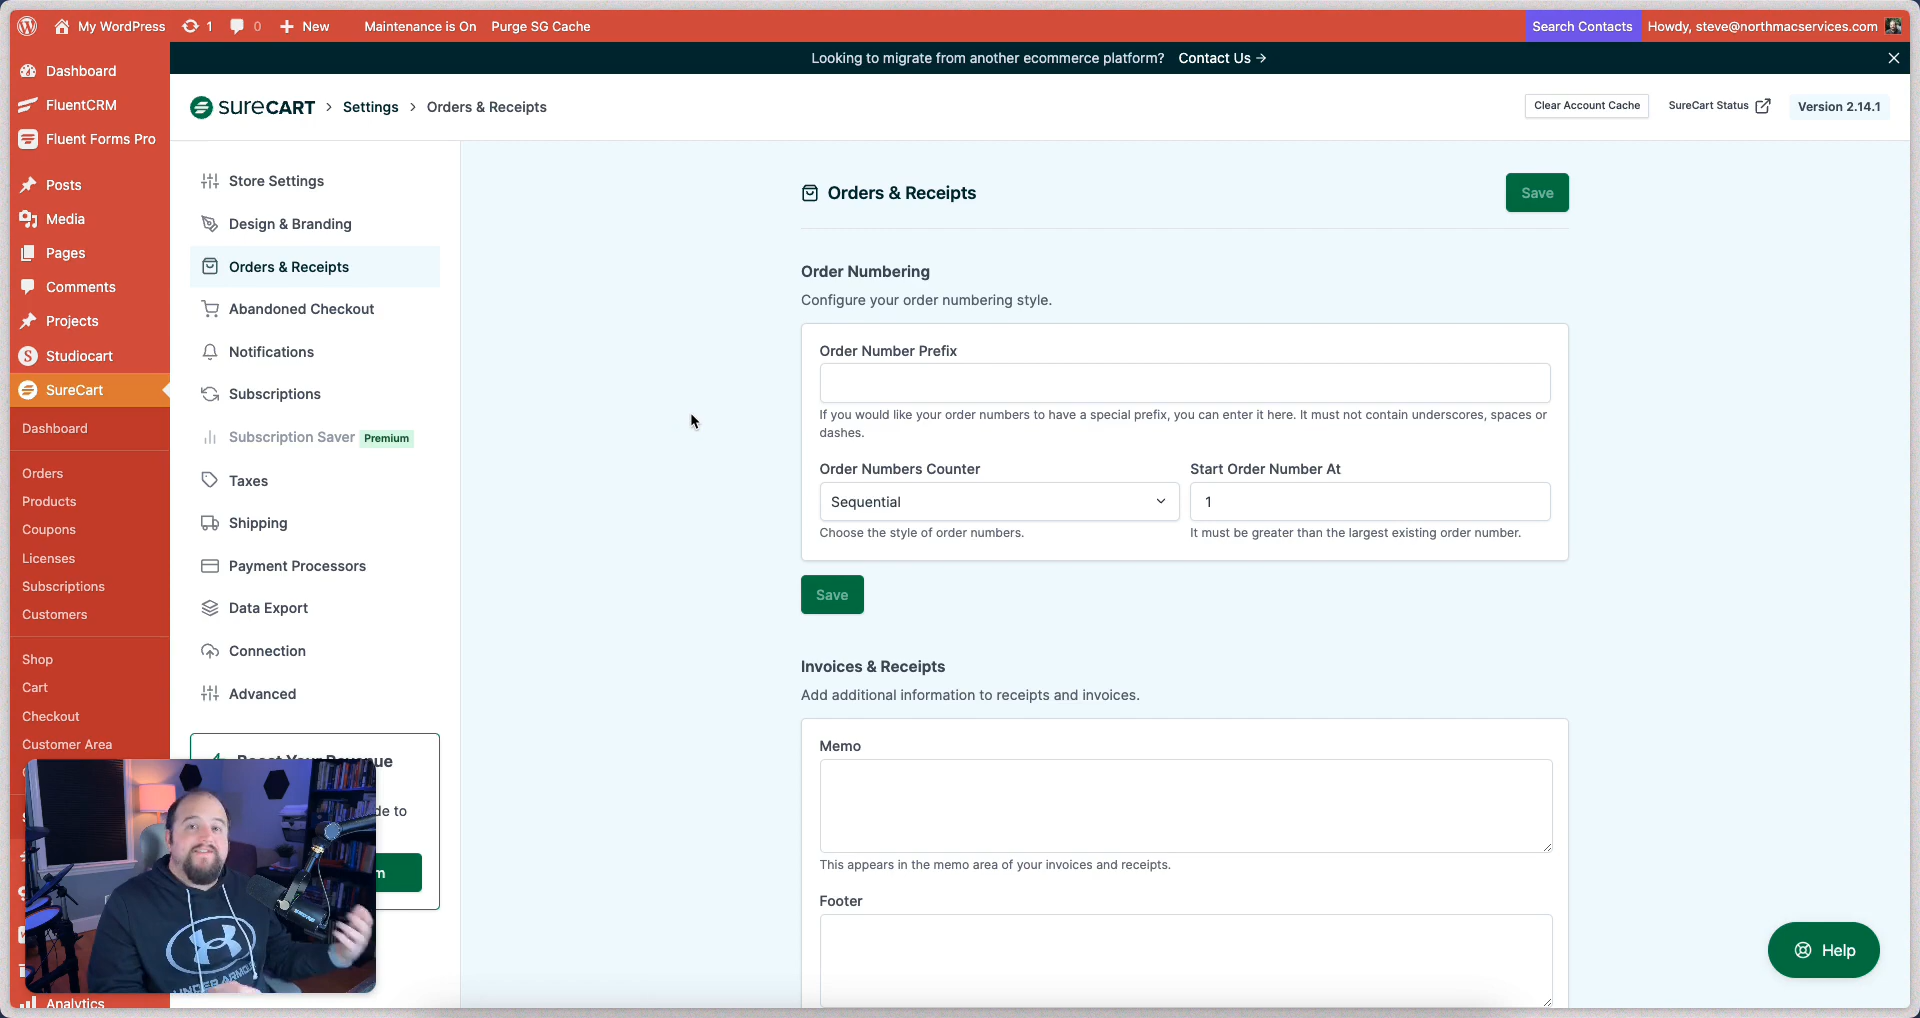 My WordPress
1
0
New
Maintenance is On
Purge SG Cache
Search Contacts
Howdy, steve@northmacservices.com
Looking to migrate from another ecommerce platform? Contact Us →
Dashboard
FluentCRM
Fluent Forms Pro
Posts
Media
Pages
Comments
Projects
Studiocart
SureCart
Dashboard
Orders
Products
Coupons
Licenses
Subscriptions
Customers
Shop
Cart
Checkout
Customer Area
Analytics
SURECART > Settings > Orders & Receipts
Clear Account Cache
SureCart Status
Version 2.14.1
Store Settings
Design & Branding
Orders & Receipts
Abandoned Checkout
Notifications
Subscriptions
Subscription Saver Premium
Taxes
Shipping
Payment Processors
Data Export
Connection
Advanced
Boost Your Revenue
de to
m
UNDER ARMOUR
Orders & Receipts
Save
Order Numbering
Configure your order numbering style.
Order Number Prefix
If you would like your order numbers to have a special prefix, you can enter it here. It must not contain underscores, spaces or
dashes.
Order Numbers Counter
Sequential
Choose the style of order numbers.
Start Order Number At
1
It must be greater than the largest existing order number.
Save
Invoices & Receipts
Add additional information to receipts and invoices.
Memo
This appears in the memo area of your invoices and receipts.
Footer
Help